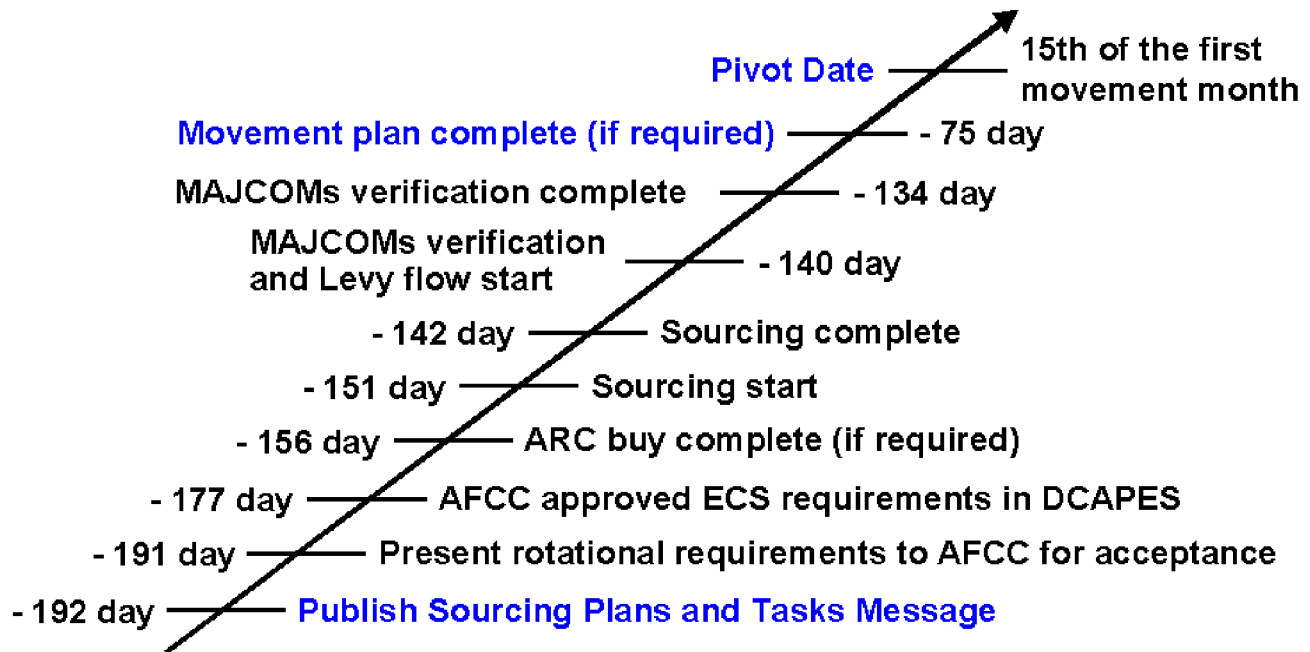 Pivot Date
15th of the first
movement month
Movement plan complete (if required)
- 75 day
MAJCOMs verification complete
- 134 day
MAJCOMs verification
and Levy flow start
- 140 day
- 142 day
Sourcing complete
- 151 day
Sourcing start
- 156 day
ARC buy complete (if required)
- 177 day
AFCC approved ECS requirements in DCAPES
- 191 day
Present rotational requirements to AFCC for acceptance
- 192 day
Publish Sourcing Plans and Tasks Message